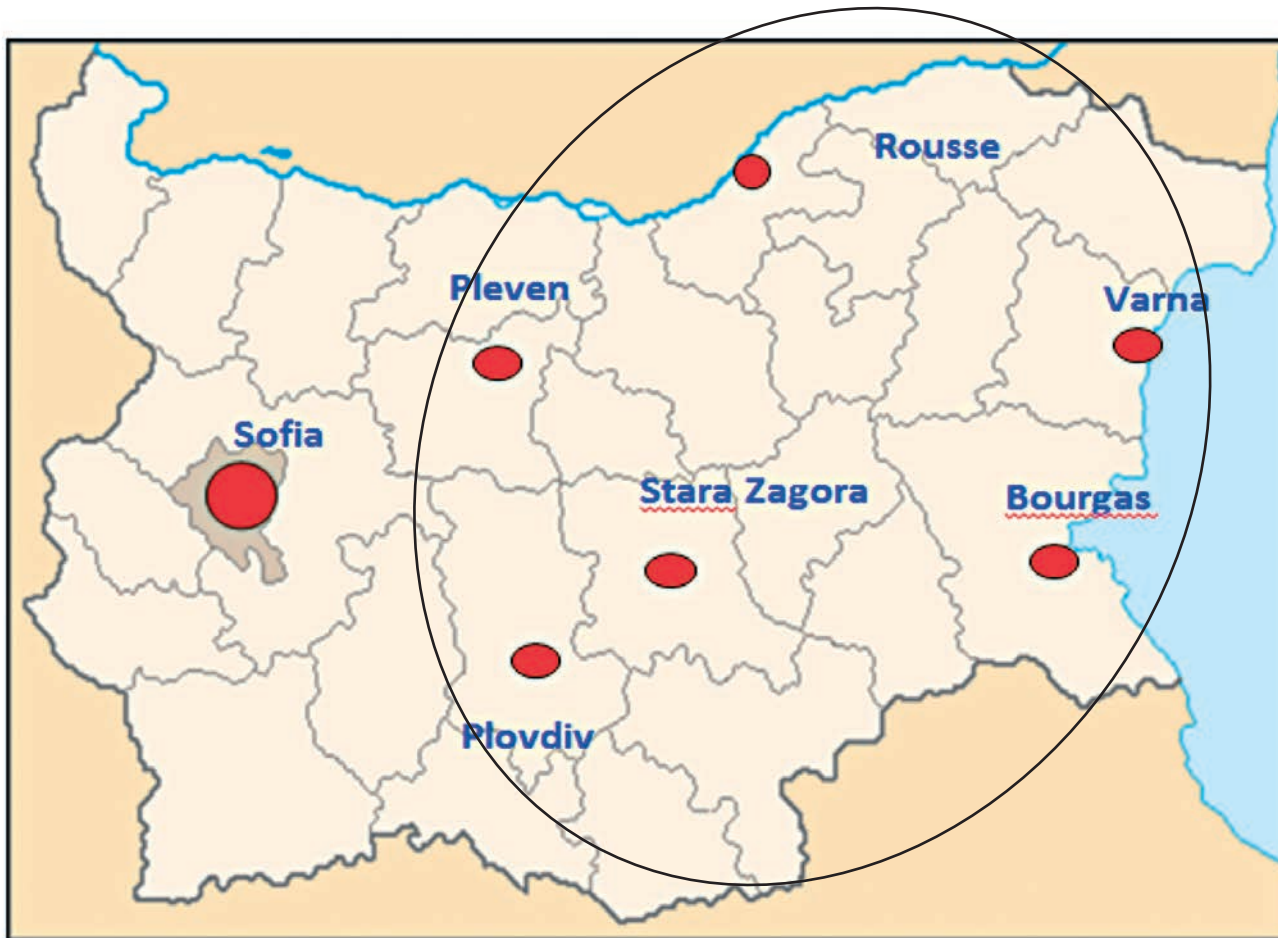 Rousse
Pleven
Varna
Sofia
Stara Zagora
Bourgas
Plovdiv